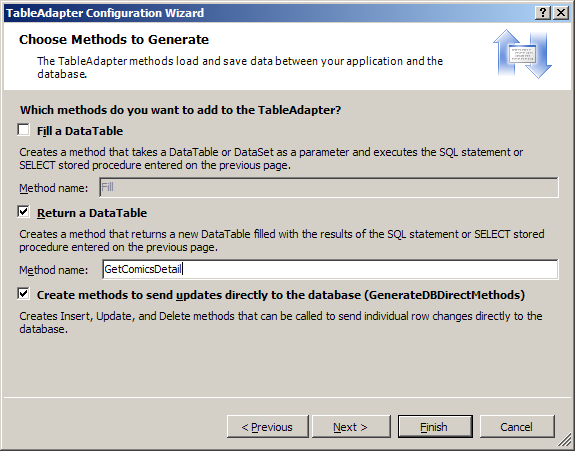 TableAdapter Configuration Wizard
Choose Methods to Generate
The TableAdapter methods load and save data between your application and the
database.
Which methods do you want to add to the TableAdapter?
Fill a DataTable
Creates a method that takes a DataTable or DataSet as a parameter and executes the SQL statement or
SELECT stored procedure entered on the previous page.
Method name: Fill
Return a DataTable
Creates a method that returns a new DataTable filled with the results of the SQL statement or SELECT stored
procedure entered on the previous page.
Method name: GetComicsDetail
Create methods to send updates directly to the database (GenerateDBDirectMethods)
Creates Insert, Update, and Delete methods that can be called to send individual row changes directly to the
database.
< Previous Next > Finish Cancel